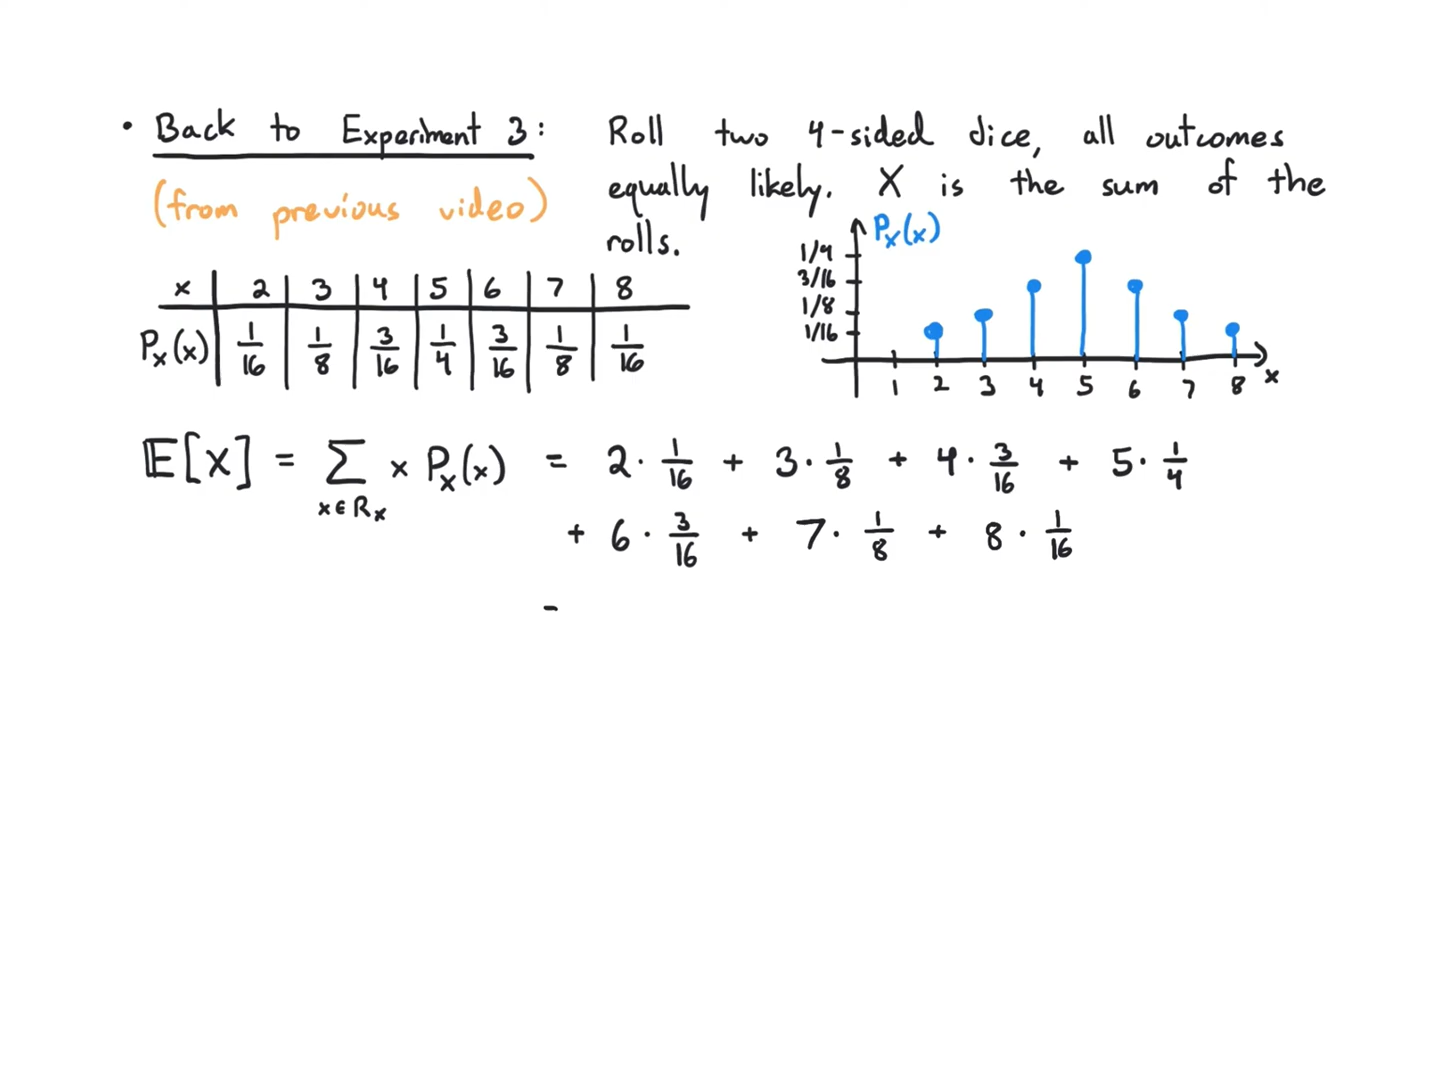 • Back to Experiment 3: Roll two 4-sided dice, all outcomes
(from previous video) equally likely. X is the sum of the
rolls.
x 2 3 4 5 6 7 8
P_X(x) 1/16 1/8 3/16 1/4 3/16 1/8 1/16
P_X(x)
1/4
3/16
1/8
1/16
1 2 3 4 5 6 7 8 x
𝔼[X] = ∑_{x∈R_X} x P_X(x) = 2 · 1/16 + 3 · 1/8 + 4 · 3/16 + 5 · 1/4
+ 6 · 3/16 + 7 · 1/8 + 8 · 1/16
-